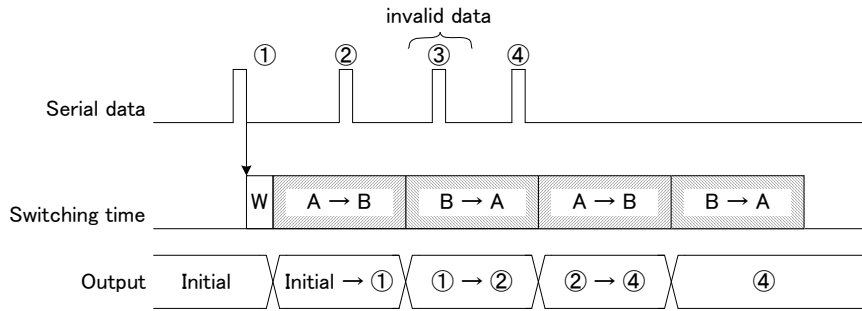 invalid data
① ② ③ ④
Serial data
Switching time W A → B B → A A → B B → A
Output Initial Initial → ① ① → ② ② → ④ ④